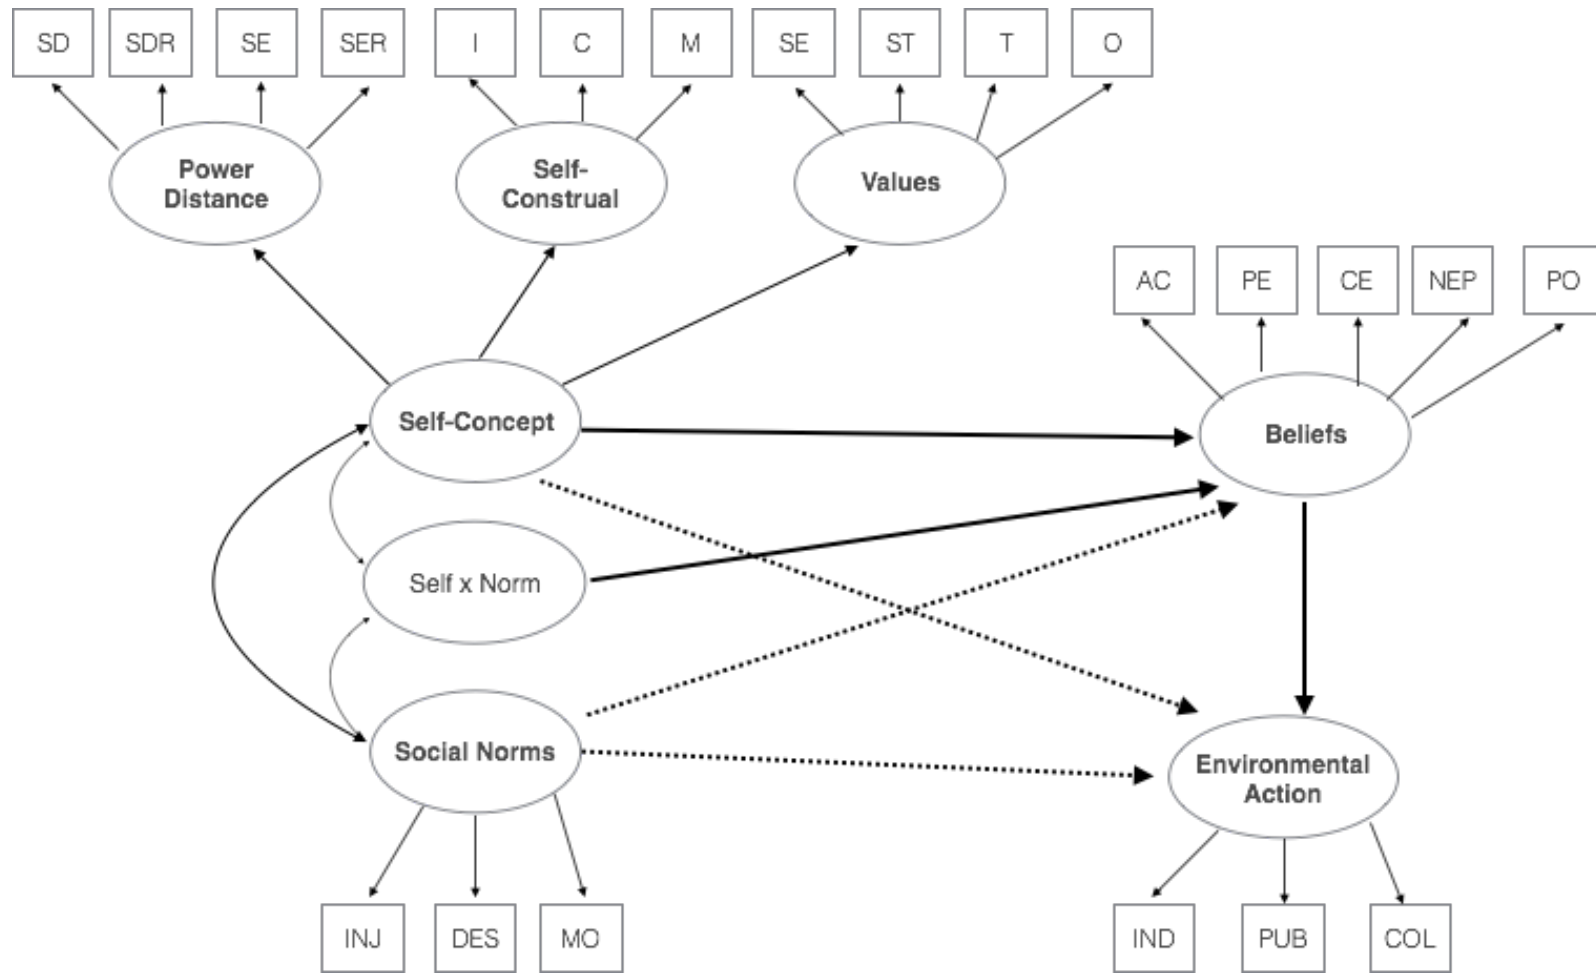 SD
SDR
SE
SER
I
C
M
SE
ST
T
O
Power
Distance
Self-
Construal
Values
AC
PE
CE
NEP
PO
Self-Concept
Beliefs
Self x Norm
Social Norms
Environmental
Action
INJ
DES
MO
IND
PUB
COL